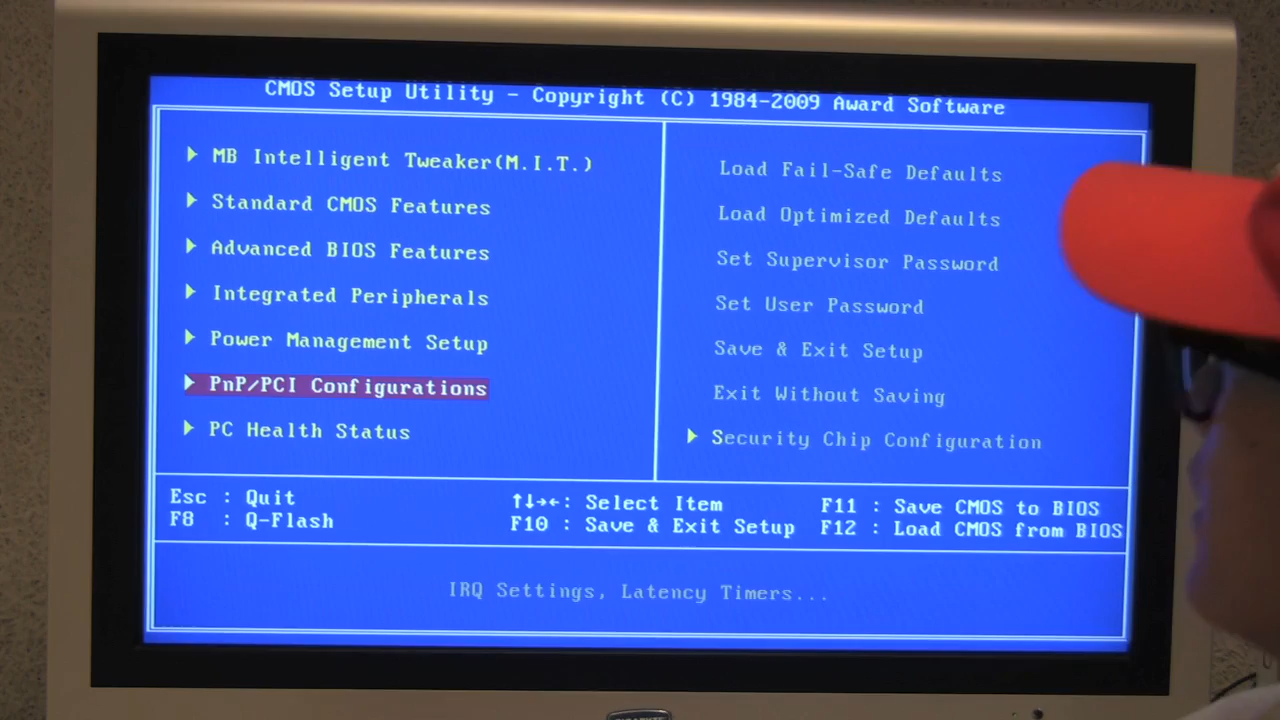 CMOS Setup Utility - Copyright (C) 1984-2009 Award Software
MB Intelligent Tweaker(M.I.T.)
Standard CMOS Features
Advanced BIOS Features
Integrated Peripherals
Power Management Setup
PnP/PCI Configurations
PC Health Status
Load Fail-Safe Defaults
Load Optimized Defaults
Set Supervisor Password
Set User Password
Save & Exit Setup
Exit Without Saving
Security Chip Configuration
Esc : Quit
↑↓→←: Select Item
F11 : Save CMOS to BIOS
F8 : Q-Flash
F10 : Save & Exit Setup
F12 : Load CMOS from BIOS
IRQ Settings, Latency Timers...